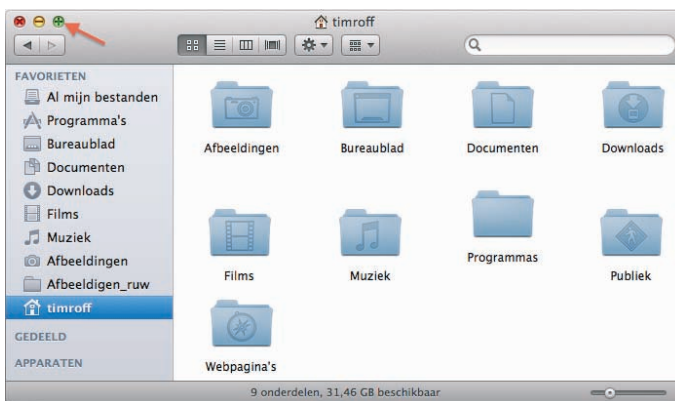 timroff
FAVORIETEN
Al mijn bestanden
Programma's
Bureaublad
Documenten
Downloads
Films
Muziek
Afbeeldingen
Afbeeldigen_ruw
timroff
GEDEELD
APPARATEN
Afbeeldingen
Bureaublad
Documenten
Downloads
Films
Muziek
Programmas
Publiek
Webpagina's
9 onderdelen, 31,46 GB beschikbaar